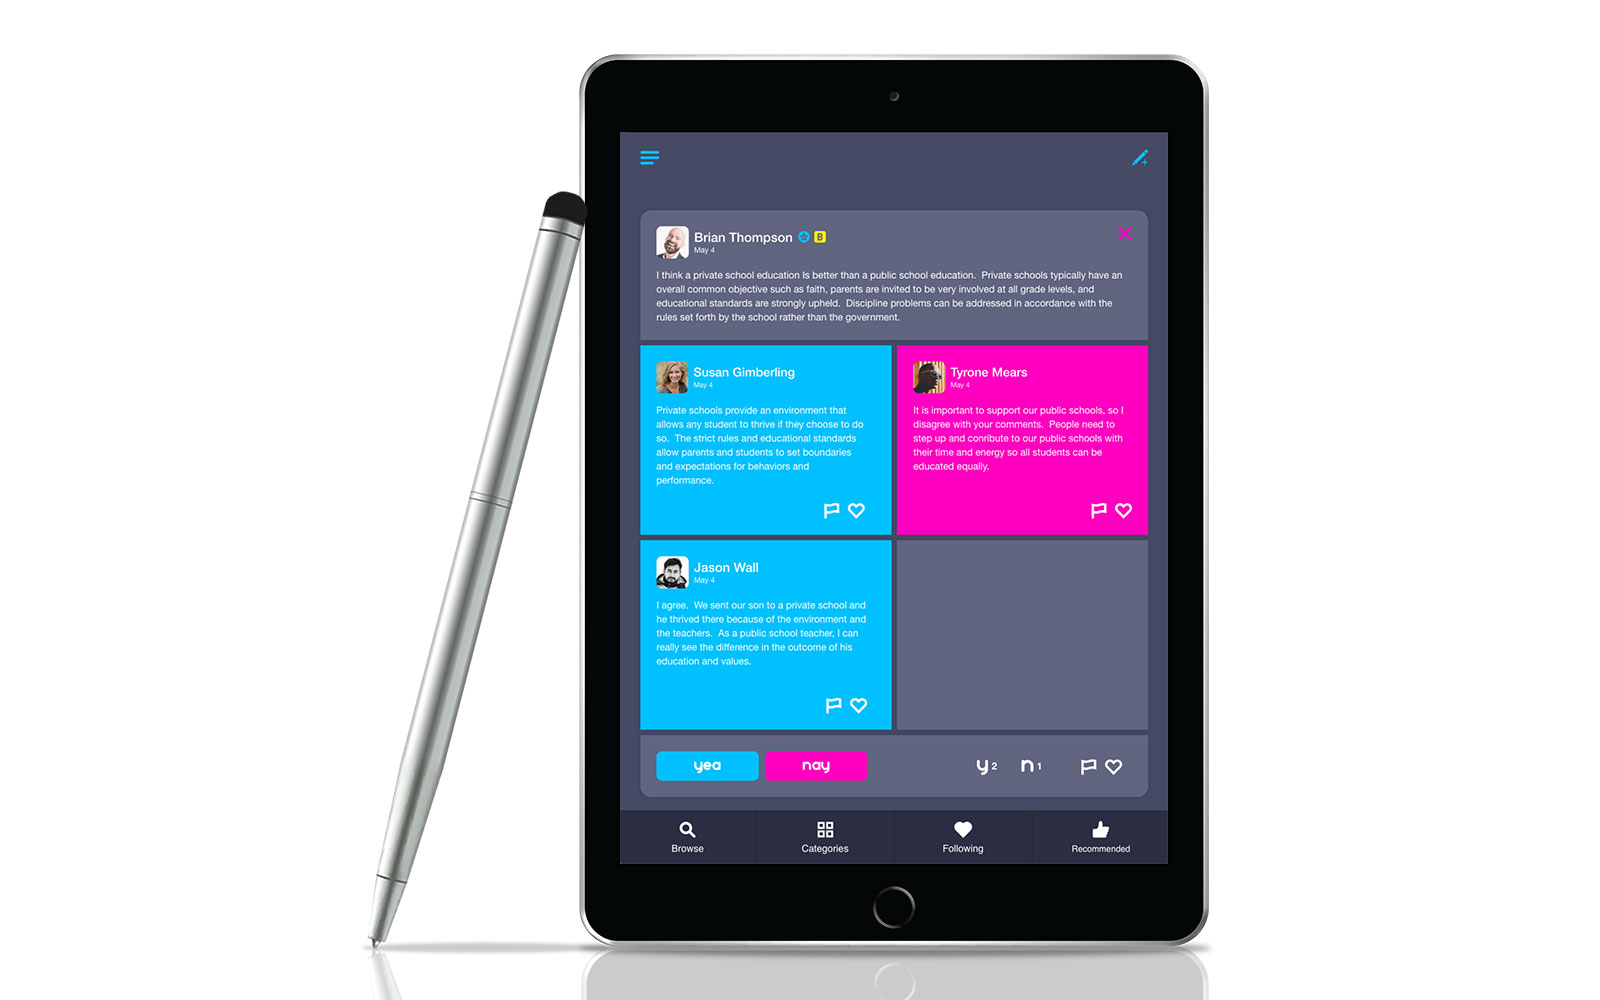 Brian Thompson B
May 4
I think a private school education Is better than a public school education. Private schools typically have an
overall common objective such as faith, parents are invited to be very involved at all grade levels, and
educational standards are strongly upheld. Discipline problems can be addressed in accordance with the
rules set forth by the school rather than the government.
Susan Gimberling
May 4
Private schools provide an environment that
allows any student to thrive if they choose to do
so. The strict rules and educational standards
allow parents and students to set boundaries
and expectations for behaviors and
performance.
Tyrone Mears
May 4
It is important to support our public schools, so I
disagree with your comments. People need to
step up and conribute to our public schools with
their time and energy so all students can be
educated equally.
Jason Wall
May 4
I agree. We sent our son to a private school and
he thrived there because of the environment and
the teachers. As a public school teacher, I can
really see the difference in the outcome of his
education and values.
yea nay y 2 n 1
Browse Categories Following Recommended